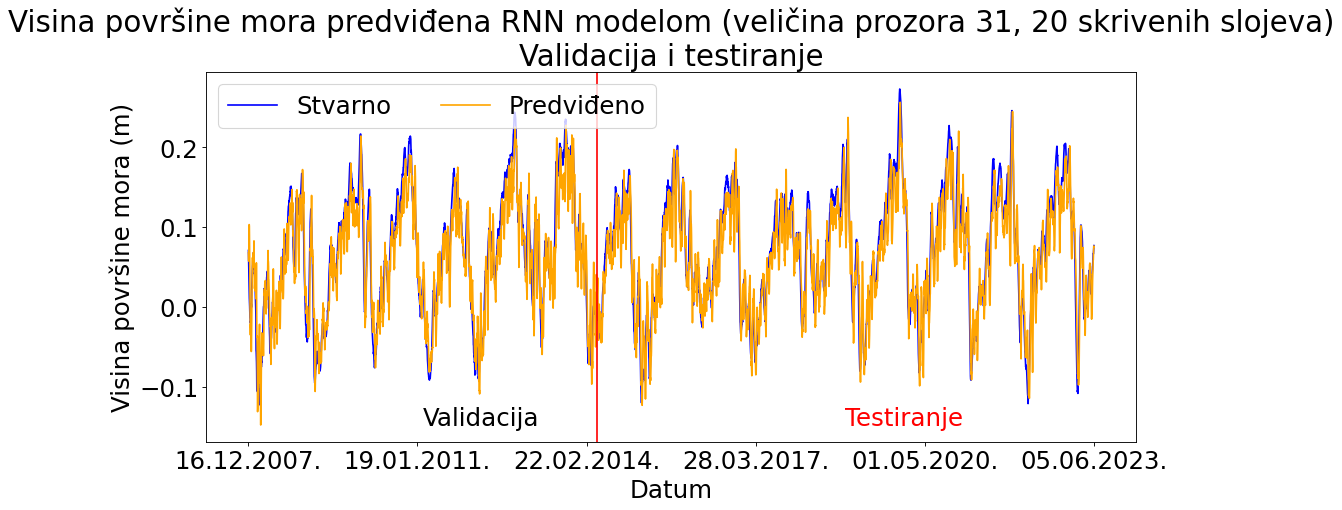 Visina površine mora predviđena RNN modelom (veličina prozora 31, 20 skrivenih slojeva)
Validacija i testiranje
Stvarno
Predviđeno
Visina površine mora (m)
0.2
0.1
0.0
−0.1
Validacija
Testiranje
16.12.2007.
19.01.2011.
22.02.2014.
28.03.2017.
01.05.2020.
05.06.2023.
Datum